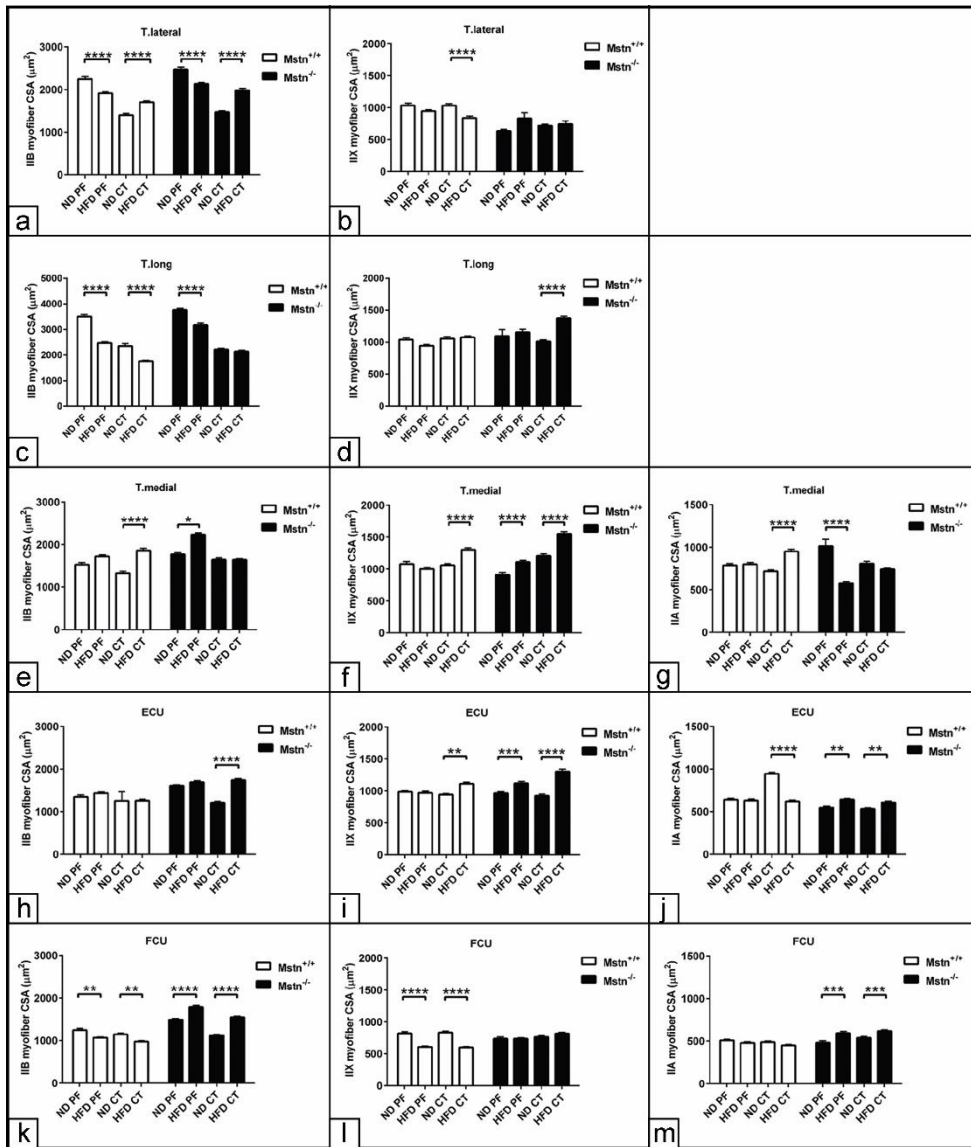 T.lateral
**** **** **** ****
Mstn+/+
Mstn-/-
IIB myofiber CSA (μm²)
3000
2000
1000
0
ND PF
HFD PF
ND CT
HFD CT
ND PF
HFD PF
ND CT
HFD CT
a
T.lateral
****
Mstn+/+
Mstn-/-
IIX myofiber CSA (μm²)
2000
1500
1000
500
0
ND PF
HFD PF
ND CT
HFD CT
ND PF
HFD PF
ND CT
HFD CT
b
T.long
**** **** ****
Mstn+/+
Mstn-/-
IIB myofiber CSA (μm²)
5000
4000
3000
2000
1000
0
ND PF
HFD PF
ND CT
HFD CT
ND PF
HFD PF
ND CT
HFD CT
c
T.long
****
Mstn+/+
Mstn-/-
IIX myofiber CSA (μm²)
2000
1500
1000
500
0
ND PF
HFD PF
ND CT
HFD CT
ND PF
HFD PF
ND CT
HFD CT
d
T.medial
**** *
Mstn+/+
Mstn-/-
IIB myofiber CSA (μm²)
3000
2000
1000
0
ND PF
HFD PF
ND CT
HFD CT
ND PF
HFD PF
ND CT
HFD CT
e
T.medial
**** **** ****
Mstn+/+
Mstn-/-
IIX myofiber CSA (μm²)
2000
1500
1000
500
0
ND PF
HFD PF
ND CT
HFD CT
ND PF
HFD PF
ND CT
HFD CT
f
T.medial
**** ****
Mstn+/+
Mstn-/-
IIA myofiber CSA (μm²)
1500
1000
500
0
ND PF
HFD PF
ND CT
HFD CT
ND PF
HFD PF
ND CT
HFD CT
g
ECU
****
Mstn+/+
Mstn-/-
IIB myofiber CSA (μm²)
3000
2000
1000
0
ND PF
HFD PF
ND CT
HFD CT
ND PF
HFD PF
ND CT
HFD CT
h
ECU
** *** ****
Mstn+/+
Mstn-/-
IIX myofiber CSA (μm²)
2000
1500
1000
500
0
ND PF
HFD PF
ND CT
HFD CT
ND PF
HFD PF
ND CT
HFD CT
i
ECU
**** ** **
Mstn+/+
Mstn-/-
IIA myofiber CSA (μm²)
1500
1000
500
0
ND PF
HFD PF
ND CT
HFD CT
ND PF
HFD PF
ND CT
HFD CT
j
FCU
** ** **** ****
Mstn+/+
Mstn-/-
IIB myofiber CSA (μm²)
3000
2000
1000
0
ND PF
HFD PF
ND CT
HFD CT
ND PF
HFD PF
ND CT
HFD CT
k
FCU
**** ****
Mstn+/+
Mstn-/-
IIX myofiber CSA (μm²)
2000
1500
1000
500
0
ND PF
HFD PF
ND CT
HFD CT
ND PF
HFD PF
ND CT
HFD CT
l
FCU
*** ***
Mstn+/+
Mstn-/-
IIA myofiber CSA (μm²)
1500
1000
500
0
ND PF
HFD PF
ND CT
HFD CT
ND PF
HFD PF
ND CT
HFD CT
m